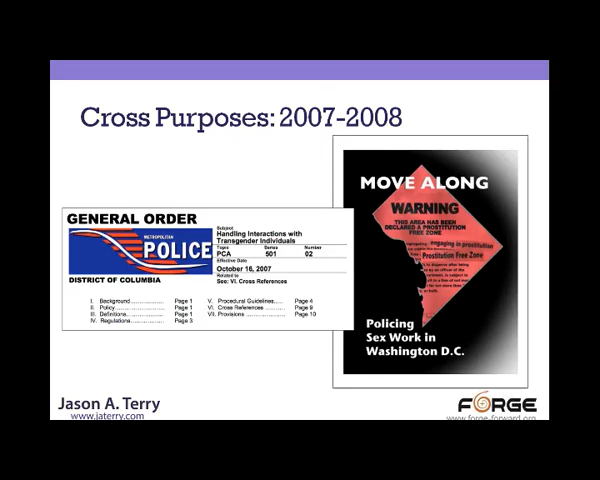 Cross Purposes: 2007-2008
GENERAL ORDER
METROPOLITAN
POLICE
DISTRICT OF COLUMBIA
Subject
Handling Interactions with
Transgender Individuals
Topic Series Number
PCA 501 02
Effective Date
October 16, 2007
Related to
See: VI. Cross References
I. Background Page 1
II. Policy Page 1
III. Definitions Page 1
IV. Regulations Page 3
V. Procedural Guidelines Page 4
VI. Cross References Page 9
VII. Provisions Page 10
MOVE ALONG
WARNING
THIS AREA HAS BEEN
DECLARED A PROSTITUTION
FREE ZONE
engaging in prostitution
Prostitution Free Zone
Policing
Sex Work in
Washington D.C.
Jason A. Terry
www.jaterry.com
FORGE
www.forge-forward.org